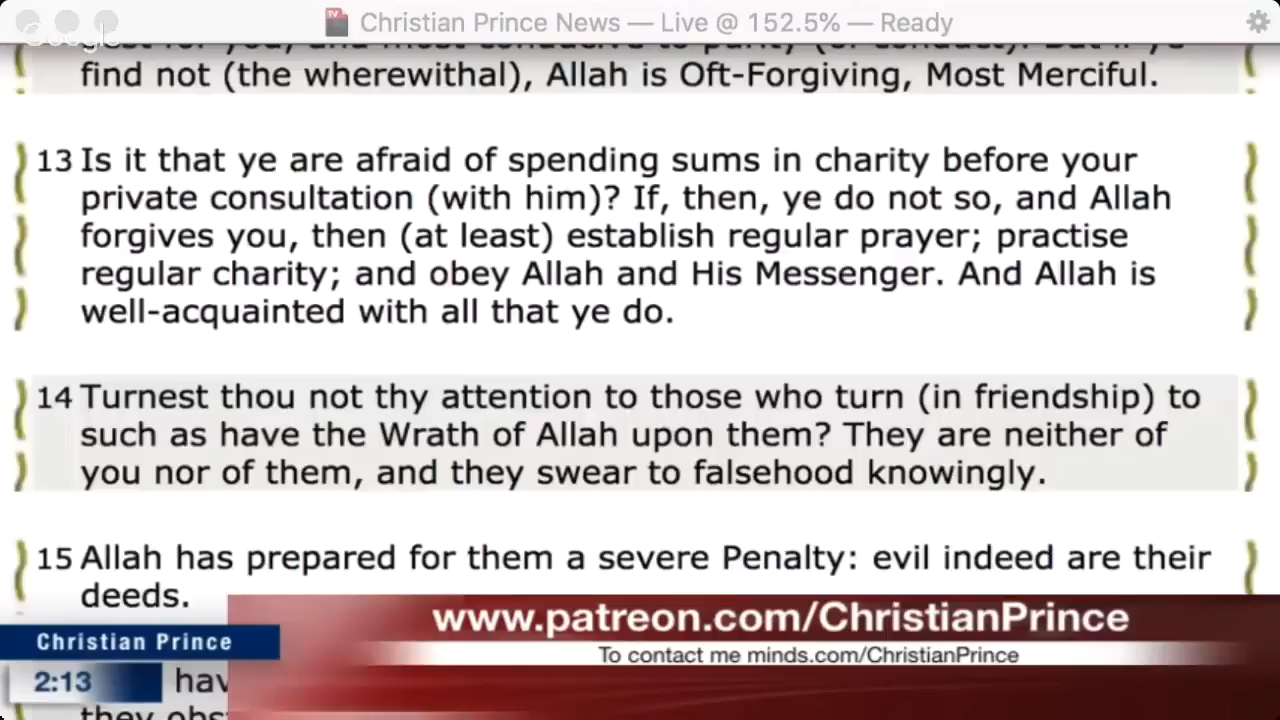 Christian Prince News — Live @ 152.5% — Ready
Google
find not (the wherewithal), Allah is Oft-Forgiving, Most Merciful.
13 Is it that ye are afraid of spending sums in charity before your
private consultation (with him)? If, then, ye do not so, and Allah
forgives you, then (at least) establish regular prayer; practise
regular charity; and obey Allah and His Messenger. And Allah is
well-acquainted with all that ye do.
14 Turnest thou not thy attention to those who turn (in friendship) to
such as have the Wrath of Allah upon them? They are neither of
you nor of them, and they swear to falsehood knowingly.
15 Allah has prepared for them a severe Penalty: evil indeed are their
deeds.
www.patreon.com/ChristianPrince
Christian Prince
To contact me minds.com/ChristianPrince
2:13
hav
they obs